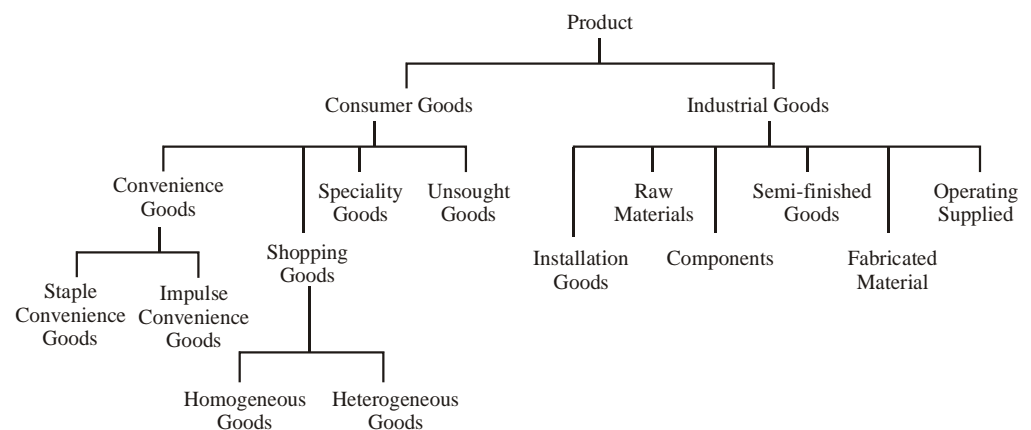 Product
Consumer Goods
Industrial Goods
Convenience
Goods
Speciality
Goods
Unsought
Goods
Raw
Materials
Semi-finished
Goods
Operating
Supplied
Shopping
Goods
Installation
Goods
Components
Fabricated
Material
Staple
Convenience
Goods
Impulse
Convenience
Goods
Homogeneous
Goods
Heterogeneous
Goods